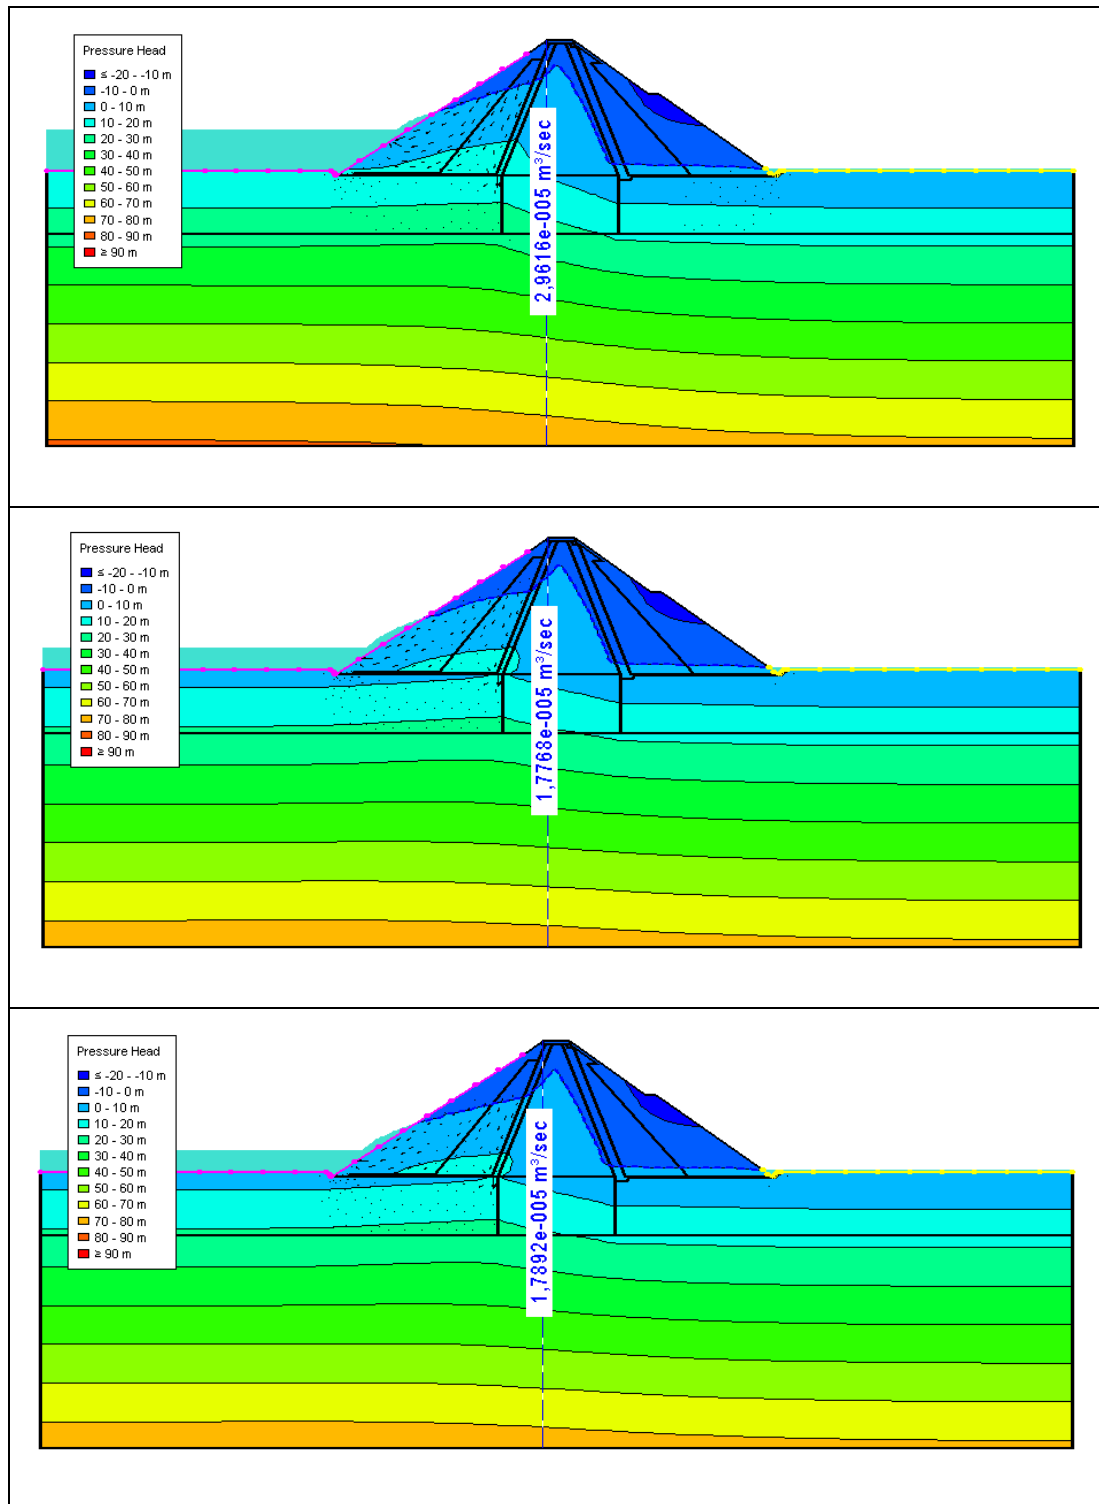 Pressure Head
≤ -20 - -10 m
-10 - 0 m
0 - 10 m
10 - 20 m
20 - 30 m
30 - 40 m
40 - 50 m
50 - 60 m
60 - 70 m
70 - 80 m
80 - 90 m
≥ 90 m
2,9616e-005 m³/sec
Pressure Head
≤ -20 - -10 m
-10 - 0 m
0 - 10 m
10 - 20 m
20 - 30 m
30 - 40 m
40 - 50 m
50 - 60 m
60 - 70 m
70 - 80 m
80 - 90 m
≥ 90 m
1,7768e-005 m³/sec
Pressure Head
≤ -20 - -10 m
-10 - 0 m
0 - 10 m
10 - 20 m
20 - 30 m
30 - 40 m
40 - 50 m
50 - 60 m
60 - 70 m
70 - 80 m
80 - 90 m
≥ 90 m
1,7892e-005 m³/sec